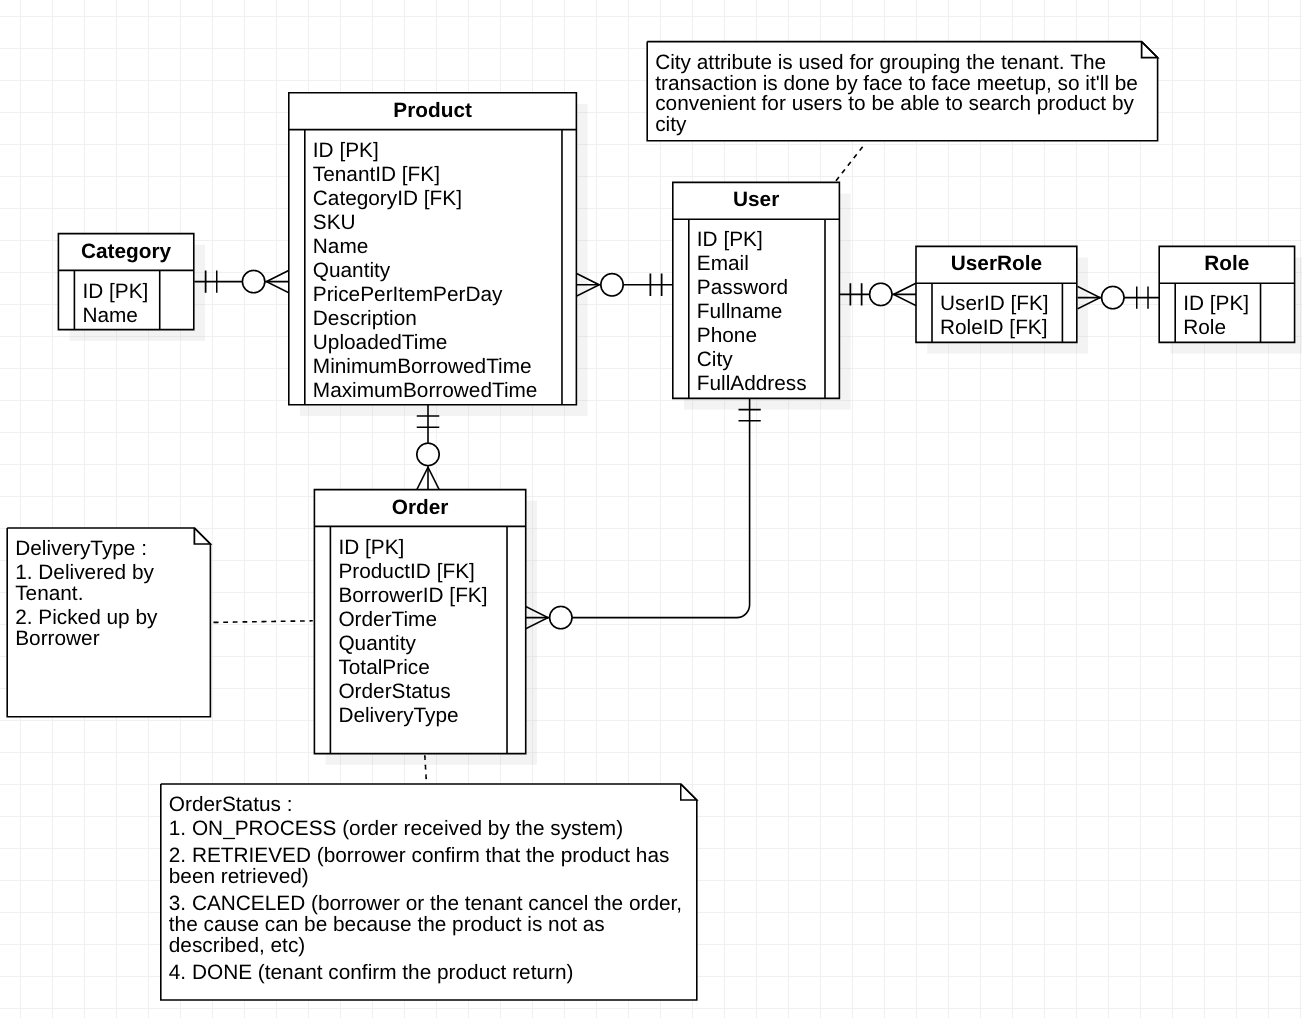 City attribute is used for grouping the tenant. The
transaction is done by face to face meetup, so it'll be
convenient for users to be able to search product by
city
Product
ID [PK]
TenantID [FK]
CategoryID [FK]
SKU
Name
Quantity
PricePerItemPerDay
Description
UploadedTime
MinimumBorrowedTime
MaximumBorrowedTime
Category
ID [PK]
Name
User
ID [PK]
Email
Password
Fullname
Phone
City
FullAddress
UserRole
UserID [FK]
RoleID [FK]
Role
ID [PK]
Role
Order
ID [PK]
ProductID [FK]
BorrowerID [FK]
OrderTime
Quantity
TotalPrice
OrderStatus
DeliveryType
DeliveryType :
1. Delivered by
Tenant.
2. Picked up by
Borrower
OrderStatus :
1. ON_PROCESS (order received by the system)
2. RETRIEVED (borrower confirm that the product has
been retrieved)
3. CANCELED (borrower or the tenant cancel the order,
the cause can be because the product is not as
described, etc)
4. DONE (tenant confirm the product return)